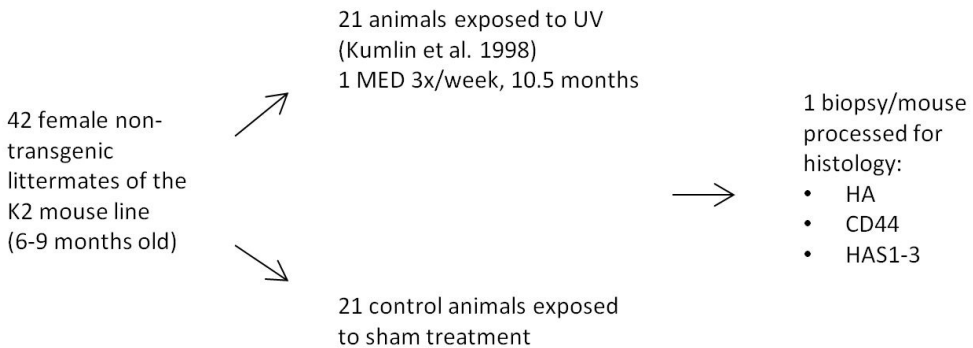 21 animals exposed to UV
(Kumlin et al. 1998)
1 MED 3x/week, 10.5 months
42 female non-
transgenic
littermates of the
K2 mouse line
(6-9 months old)
1 biopsy/mouse
processed for
histology:
• HA
• CD44
• HAS1-3
21 control animals exposed
to sham treatment